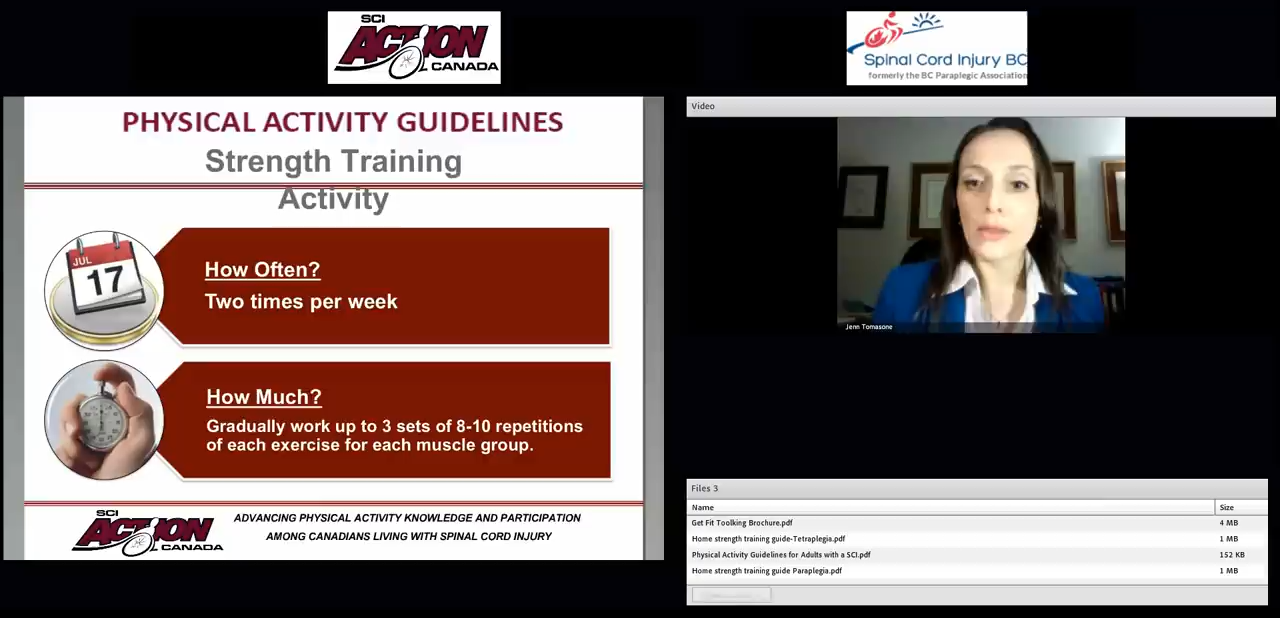 SCI
ACTION
CANADA
Spinal Cord Injury BC
formerly the BC Paraplegic Association
PHYSICAL ACTIVITY GUIDELINES
Strength Training
Activity
JUL
17
How Often?
Two times per week
How Much?
Gradually work up to 3 sets of 8-10 repetitions
of each exercise for each muscle group.
SCI
ACTION
CANADA
ADVANCING PHYSICAL ACTIVITY KNOWLEDGE AND PARTICIPATION
AMONG CANADIANS LIVING WITH SPINAL CORD INJURY
Video
Jenn Tomasone
Files 3
Name Size
Get Fit Toolking Brochure.pdf 4 MB
Home strength training guide-Tetraplegia.pdf 1 MB
Physical Activity Guidelines for Adults with a SCI.pdf 152 KB
Home strength training guide Paraplegia.pdf 1 MB